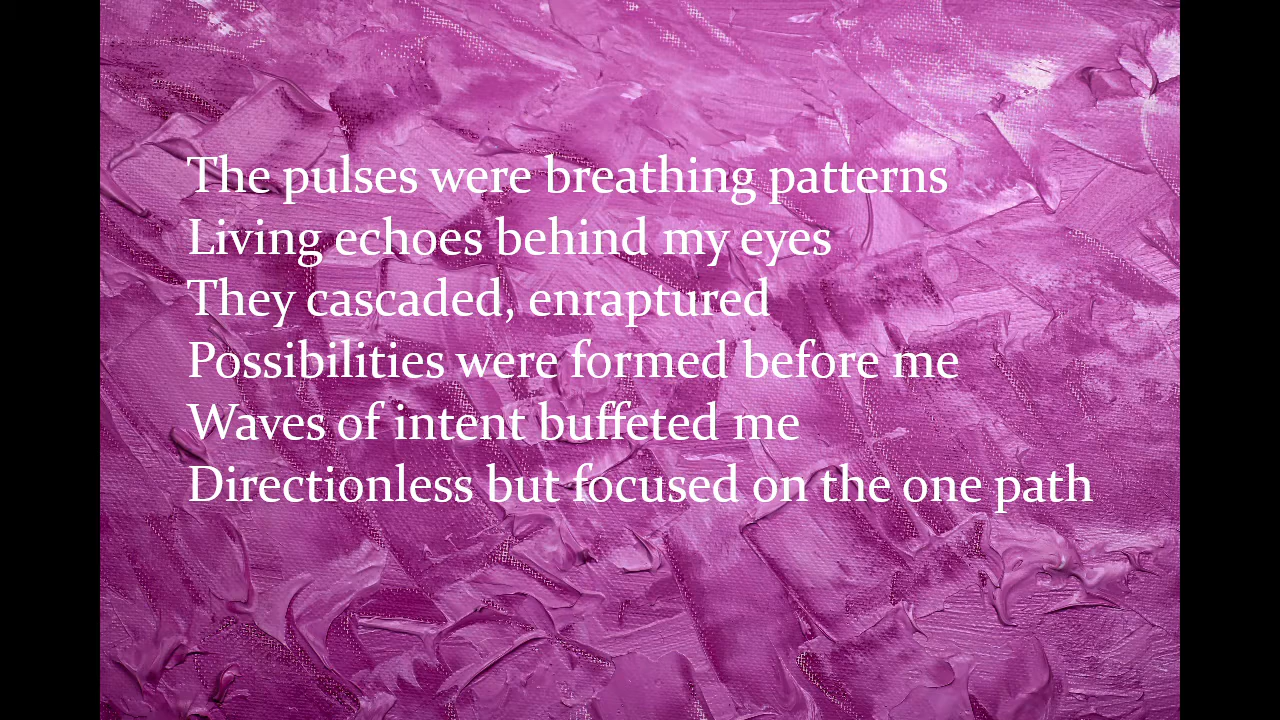 The pulses were breathing patterns
Living echoes behind my eyes
They cascaded, enraptured
Possibilities were formed before me
Waves of intent buffeted me
Directionless but focused on the one path